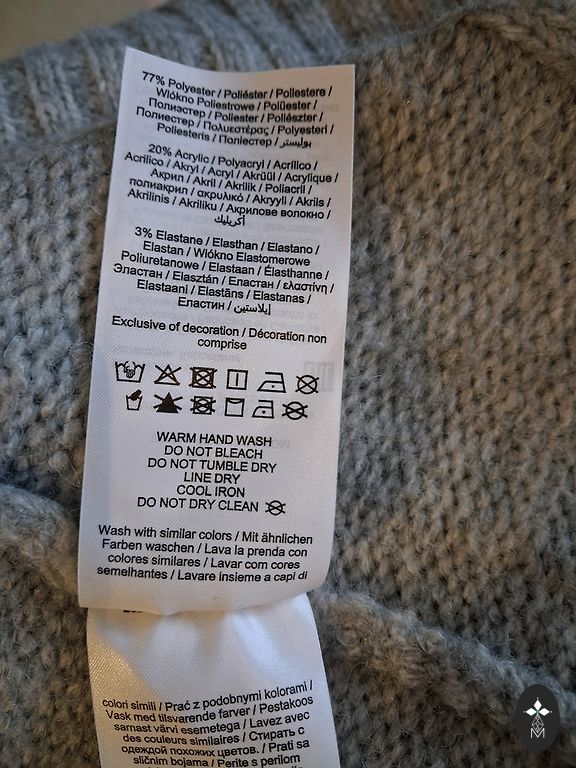 77% Polyester / Poliéster / Poliestere /
Włókno Poliestrowe / Polüester /
Полиэстер / Poliester / Poliészter /
Полиестер / Πολυεστέρας / Polyesteri /
Poliesteris / Поліестер / بوليستر
20% Acrylic / Polyacryl / Acrílico /
Acrilico / Akryl / Acryl / Akrüül / Acrylique /
Акрил / Akril / Akrilik / Poliacril /
полиакрил / ακρυλικό / Akryyli / Akrils /
Akrilinis / Akriliku / Акрилове волокно /
أكريليك
3% Elastane / Elasthan / Elastano /
Elastan / Włókno Elastomerowe
Poliuretanowe / Elastaan / Élasthanne /
Эластан / Elasztán / Еластан / ελαστίνη /
Elastaani / Elastāns / Elastanas /
Еластин / إيلاستين
Exclusive of decoration / Décoration non
comprise
WARM HAND WASH
DO NOT BLEACH
DO NOT TUMBLE DRY
LINE DRY
COOL IRON
DO NOT DRY CLEAN
Wash with similar colors / Mit ähnlichen
Farben waschen / Lava la prenda con
colores similares / Lavar com cores
semelhantes / Lavare insieme a capi di
colori simili / Prać z podobnymi kolorami /
Vask med tilsvarende farver / Pestakoos
sarnast värvi esemetega / Lavez avec
des couleurs similaires / Стирать с
одеждой похожих цветов. / Prati sa
sličnim bojama / Perite s perilom
M